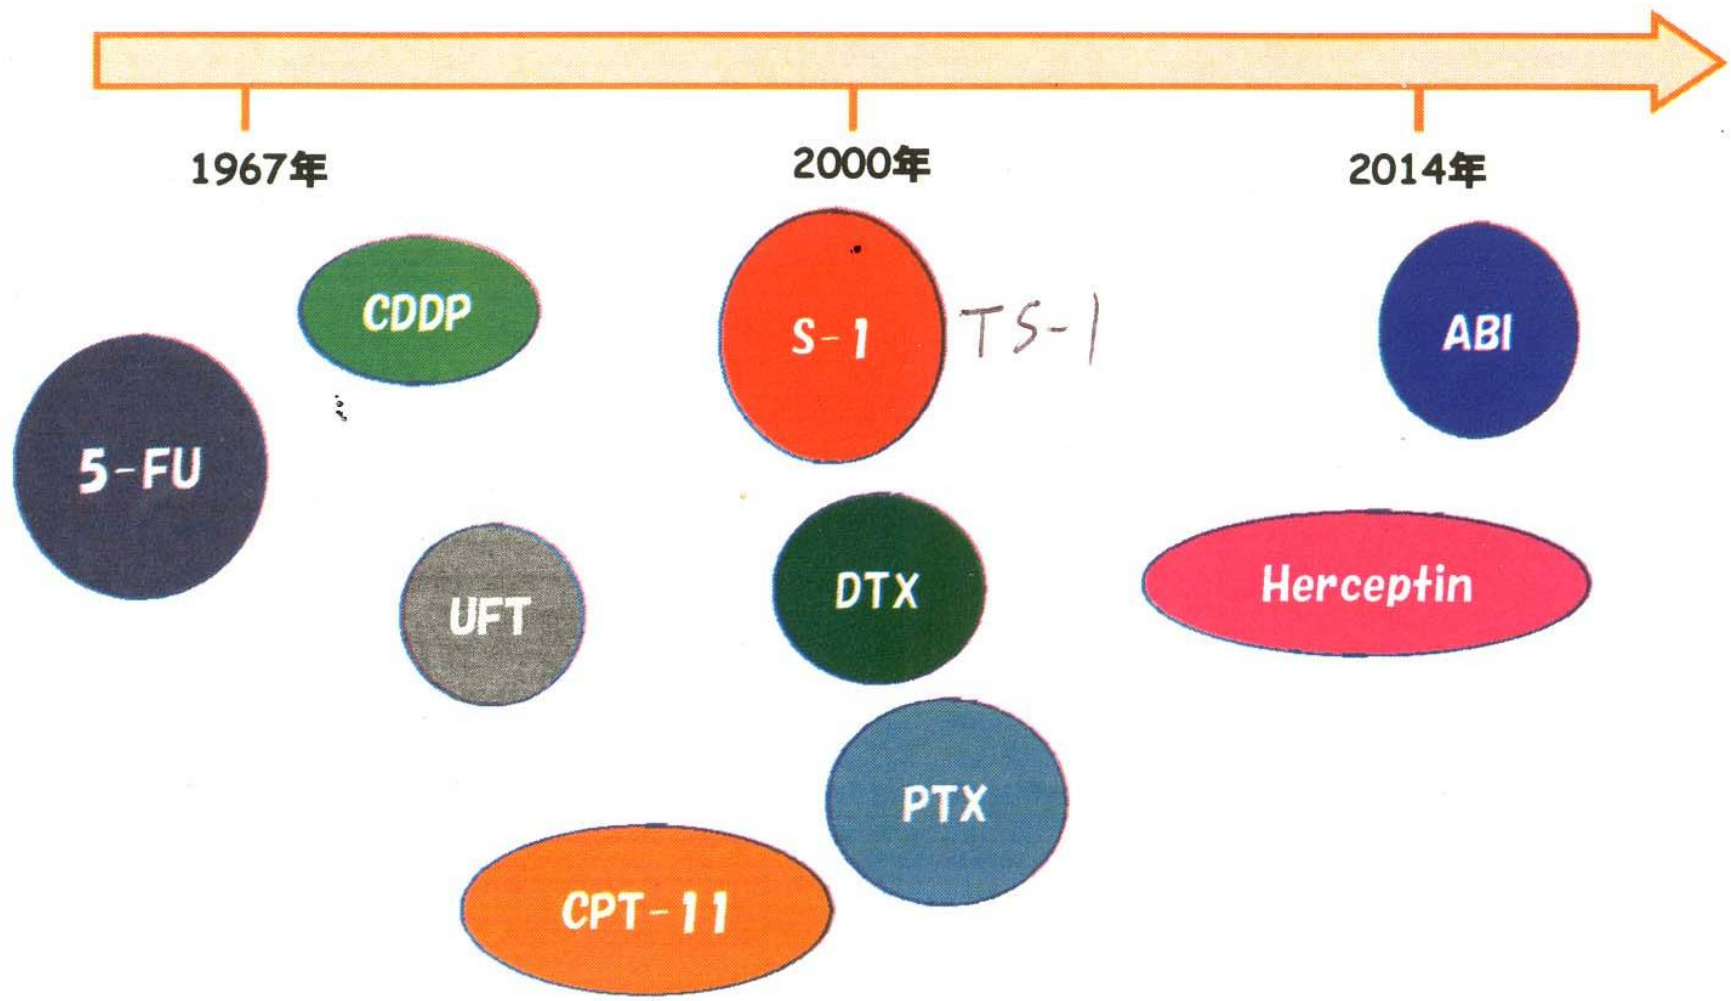 1967年
2000年
2014年
CDDP
S-1
TS-1
ABI
5-FU
UFT
DTX
Herceptin
PTX
CPT-11